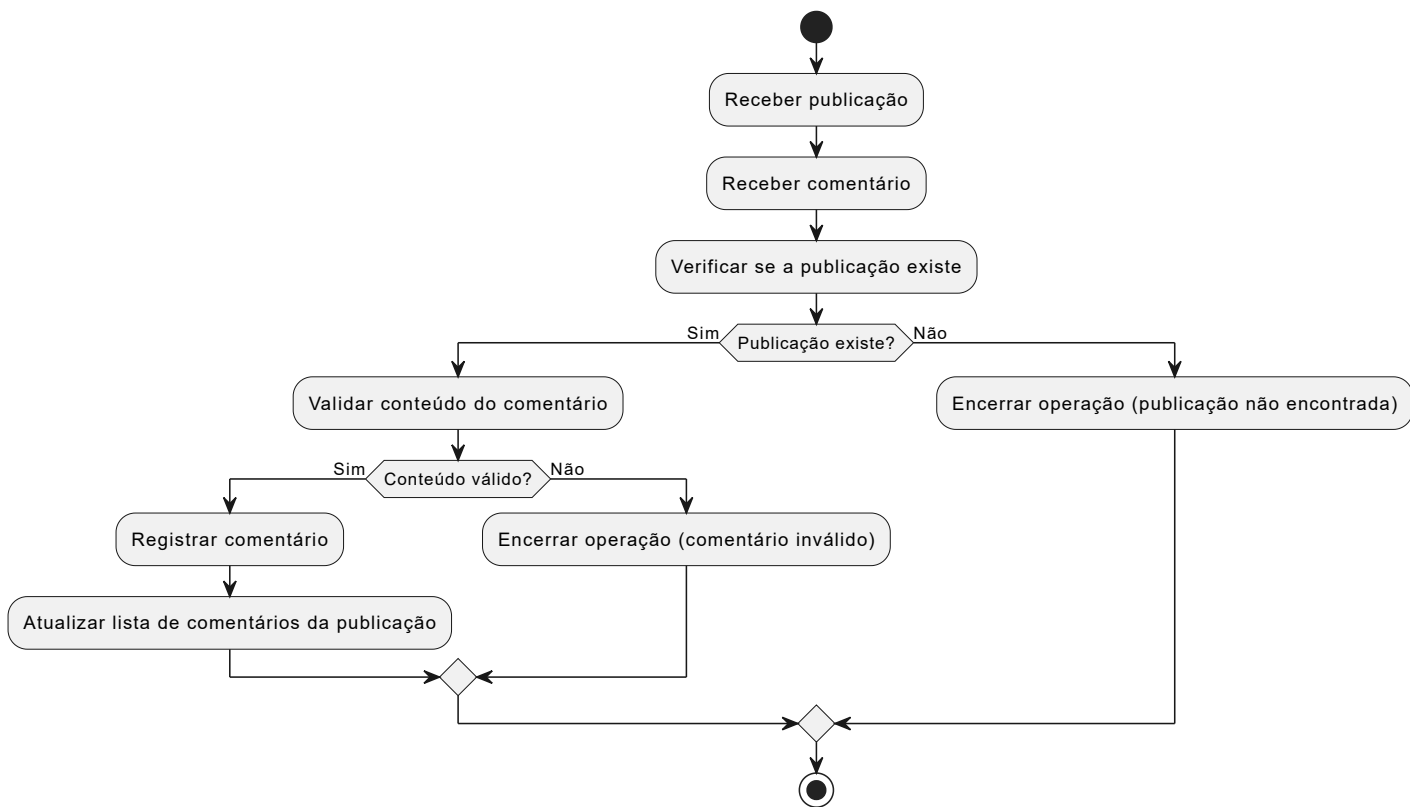 Receber publicação
Receber comentário
Verificar se a publicação existe
Sim
Publicação existe?
Não
Validar conteúdo do comentário
Encerrar operação (publicação não encontrada)
Sim
Conteúdo válido?
Não
Registrar comentário
Encerrar operação (comentário inválido)
Atualizar lista de comentários da publicação